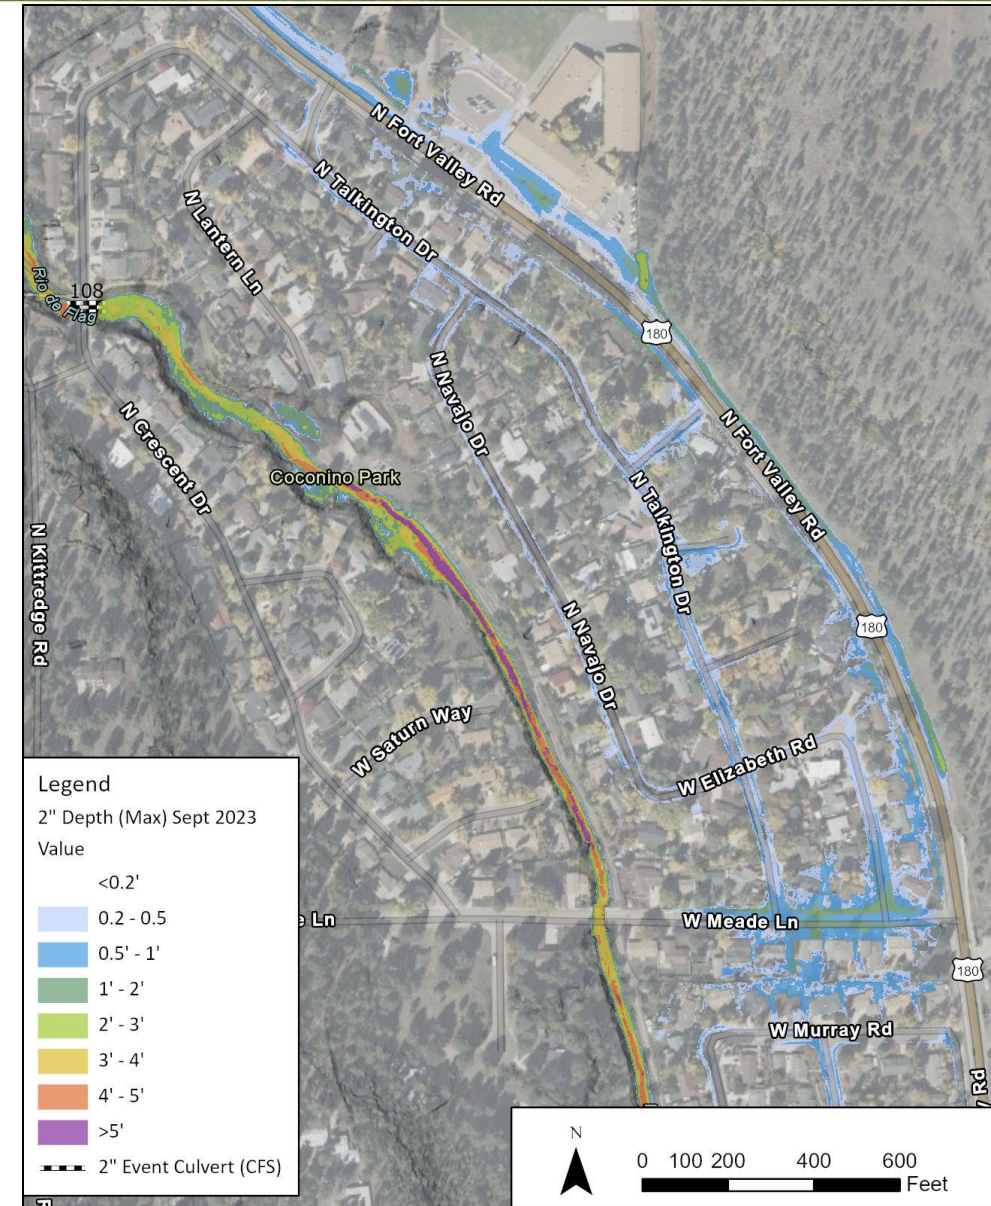 N Fort Valley Rd
N Talkington Dr
N Lantern Ln
108
Rio de Flag
180
N Navajo Dr
N Crescent Dr
N Fort Valley Rd
Coconino Park
N Talkington Dr
N Kittredge Rd
N Navajo Dr
180
W Saturn Way
W Elizabeth Rd
e Ln
W Meade Ln
180
W Murray Rd
Rd
Legend
2" Depth (Max) Sept 2023
Value
<0.2'
0.2 - 0.5
0.5' - 1'
1' - 2'
2' - 3'
3' - 4'
4' - 5'
>5'
2" Event Culvert (CFS)
N
0 100 200 400 600
Feet